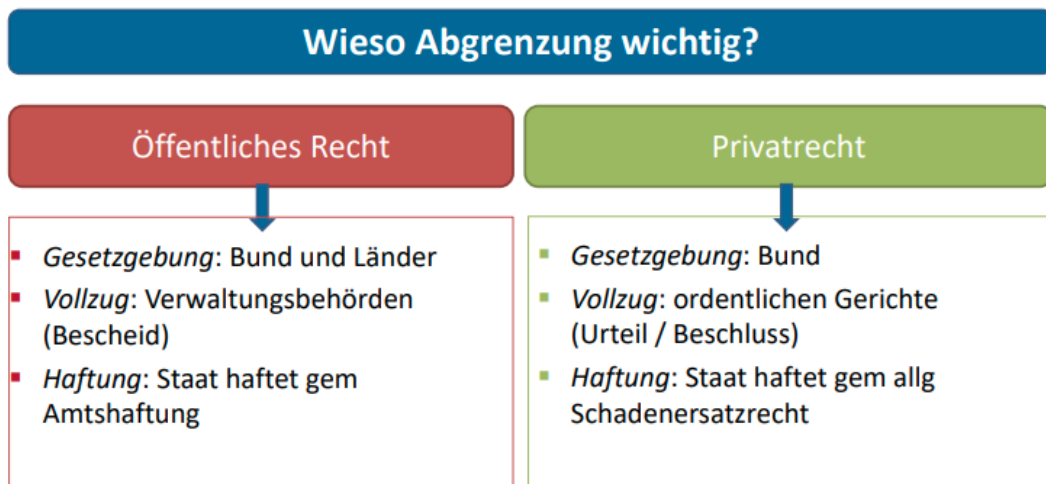 Wieso Abgrenzung wichtig?
Öffentliches Recht
Gesetzgebung: Bund und Länder
Vollzug: Verwaltungsbehörden
(Bescheid)
Haftung: Staat haftet gem
Amtshaftung
Privatrecht
Gesetzgebung: Bund
Vollzug: ordentlichen Gerichte
(Urteil / Beschluss)
Haftung: Staat haftet gem allg
Schadenersatzrecht